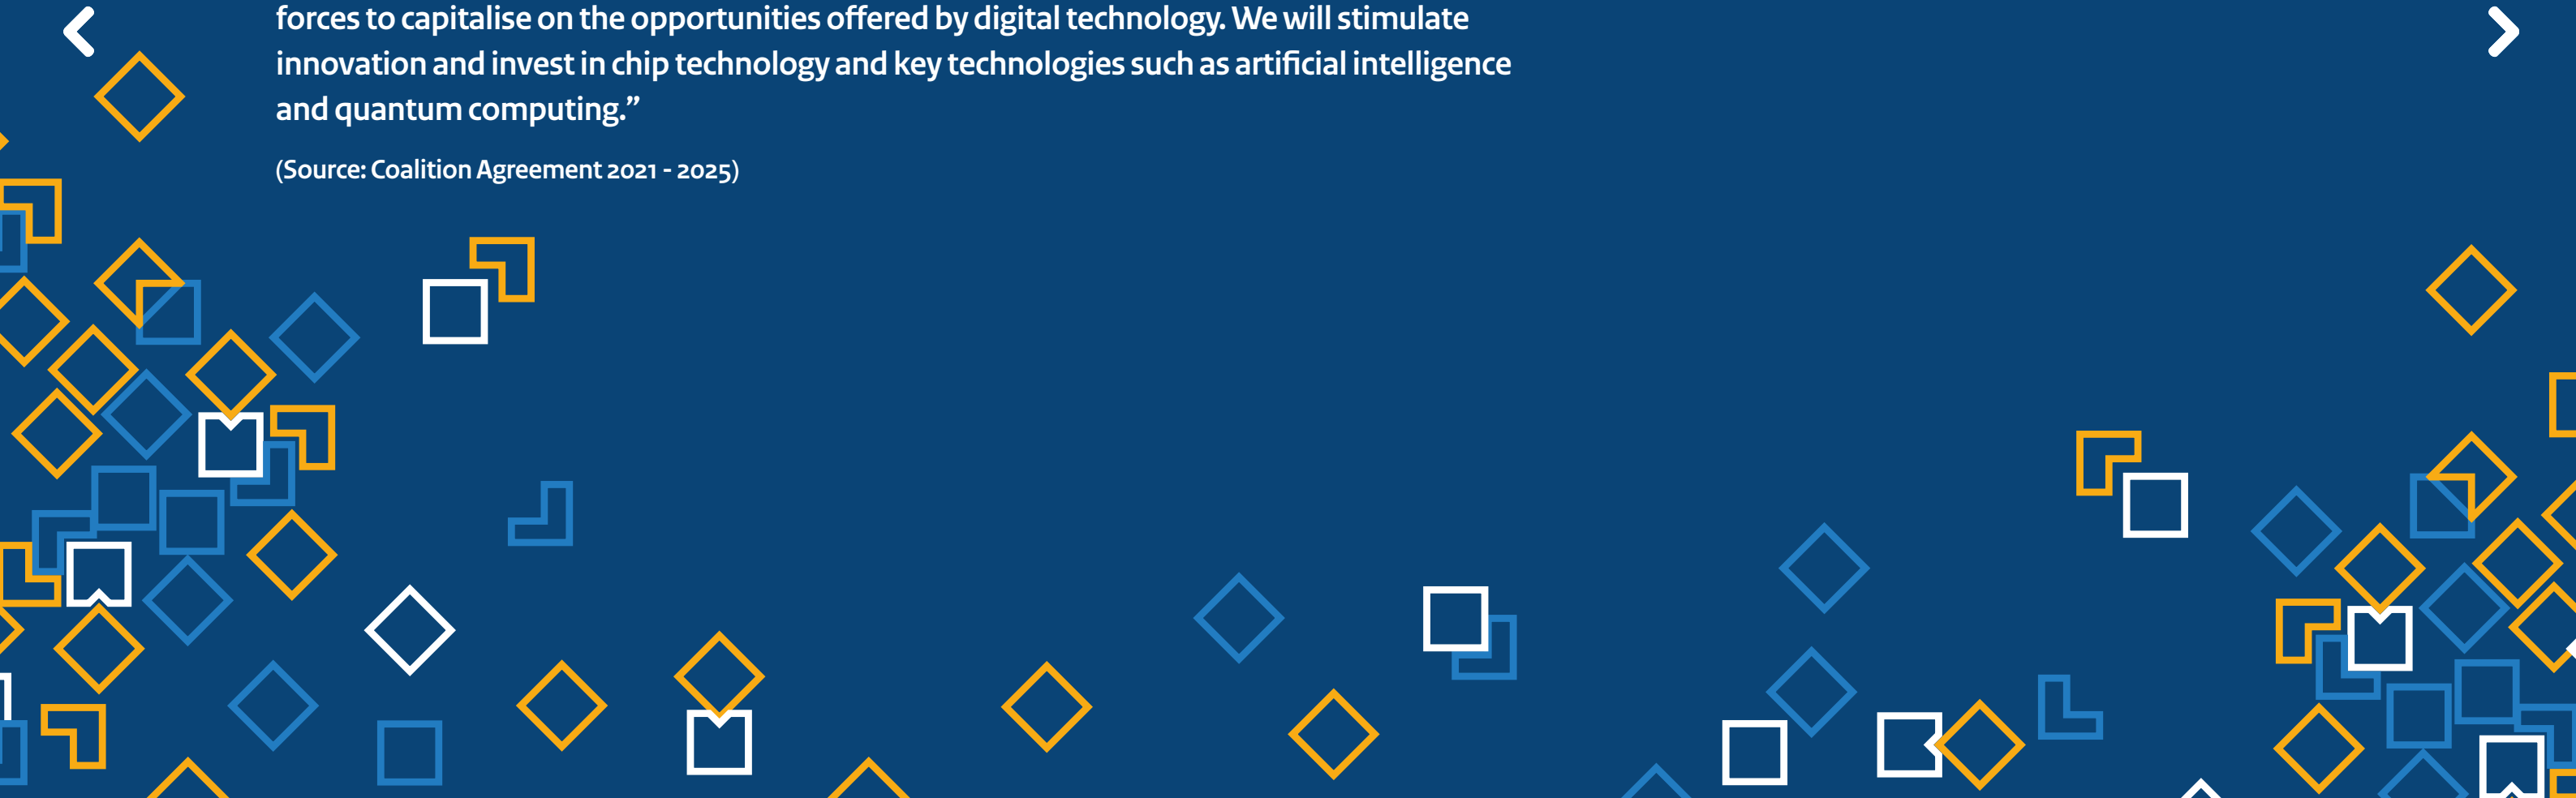 forces to capitalise on the opportunities offered by digital technology. We will stimulate
innovation and invest in chip technology and key technologies such as artificial intelligence
and quantum computing.”
(Source: Coalition Agreement 2021 - 2025)